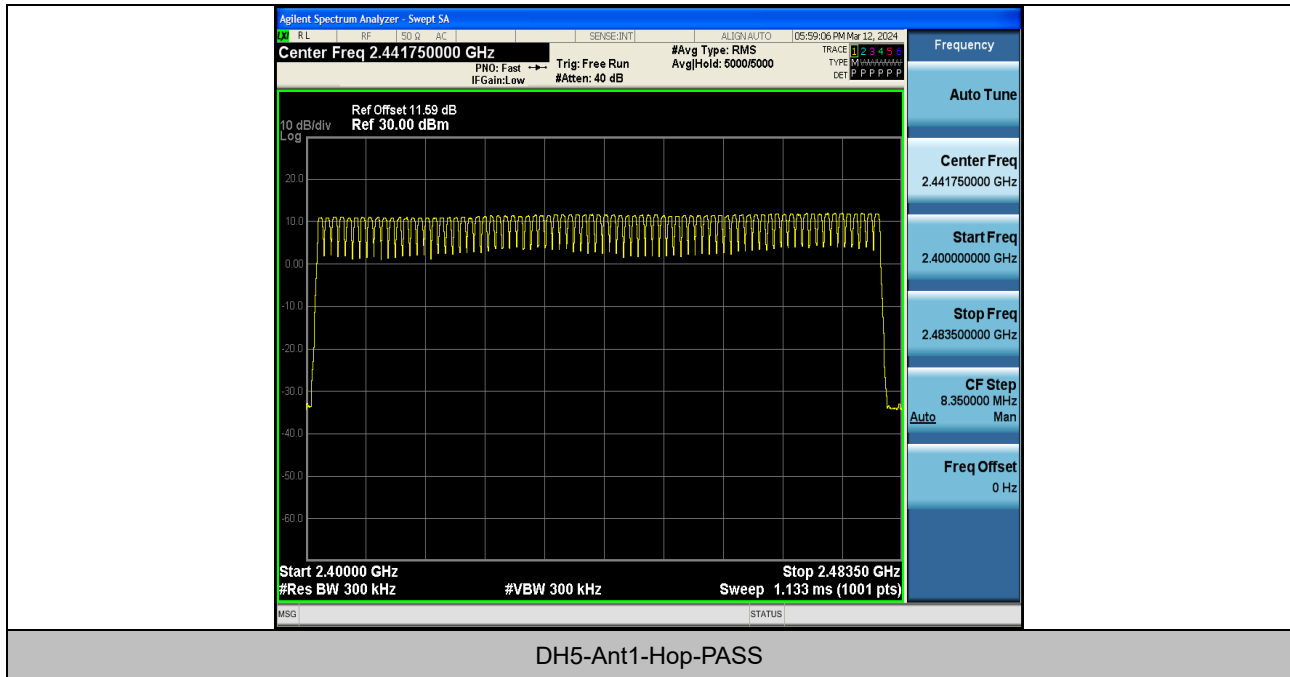 Agilent Spectrum Analyzer - Swept SA
RL RF 50 Ω AC SENSE:INT ALIGN AUTO 05:59:06 PM Mar 12, 2024
Center Freq 2.441750000 GHz
PNO: Fast
IFGain:Low
Trig: Free Run
#Atten: 40 dB
#Avg Type: RMS
Avg|Hold: 5000/5000
TRACE 1 2 3 4 5 6
TYPE M
DET P P P P P P
Ref Offset 11.59 dB
10 dB/div Ref 30.00 dBm
Log
20.0
10.0
0.00
-10.0
-20.0
-30.0
-40.0
-50.0
-60.0
Start 2.40000 GHz Stop 2.48350 GHz
#Res BW 300 kHz #VBW 300 kHz Sweep 1.133 ms (1001 pts)
MSG STATUS
Frequency
Auto Tune
Center Freq
2.441750000 GHz
Start Freq
2.400000000 GHz
Stop Freq
2.483500000 GHz
CF Step
8.350000 MHz
Auto Man
Freq Offset
0 Hz
DH5-Ant1-Hop-PASS